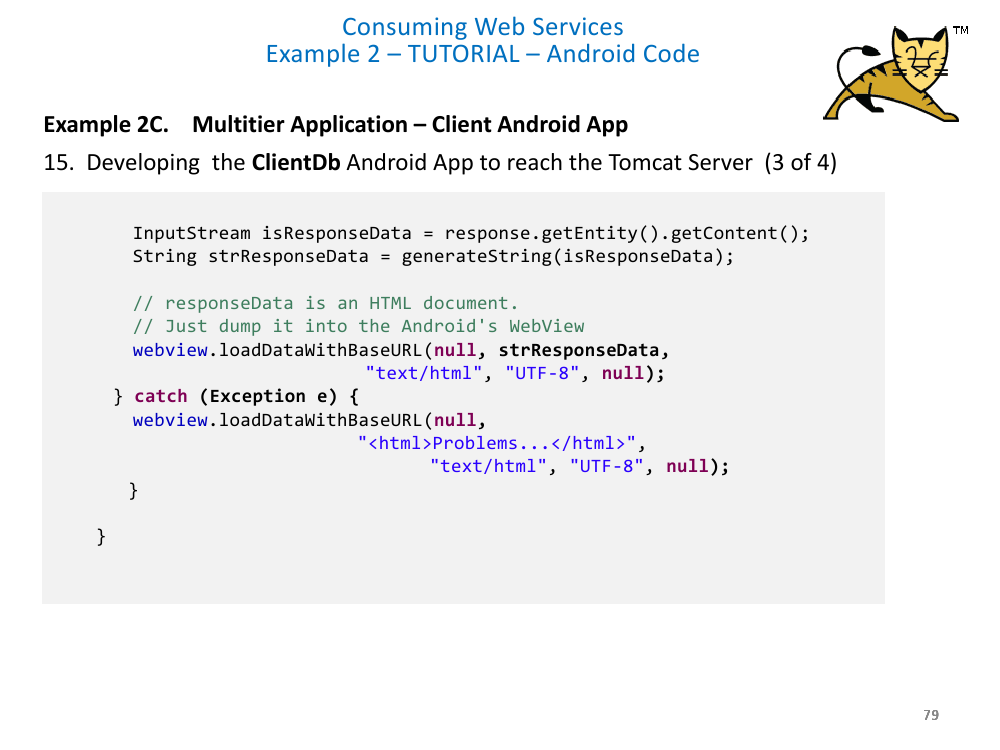 Consuming Web Services
Example 2 – TUTORIAL – Android Code
TM
Example 2C. Multitier Application – Client Android App
15. Developing the ClientDb Android App to reach the Tomcat Server (3 of 4)
InputStream isResponseData = response.getEntity().getContent();
String strResponseData = generateString(isResponseData);
// responseData is an HTML document.
// Just dump it into the Android's WebView
webview.loadDataWithBaseURL(null, strResponseData,
"text/html", "UTF-8", null);
} catch (Exception e) {
webview.loadDataWithBaseURL(null,
"<html>Problems...</html>",
"text/html", "UTF-8", null);
}
}
79